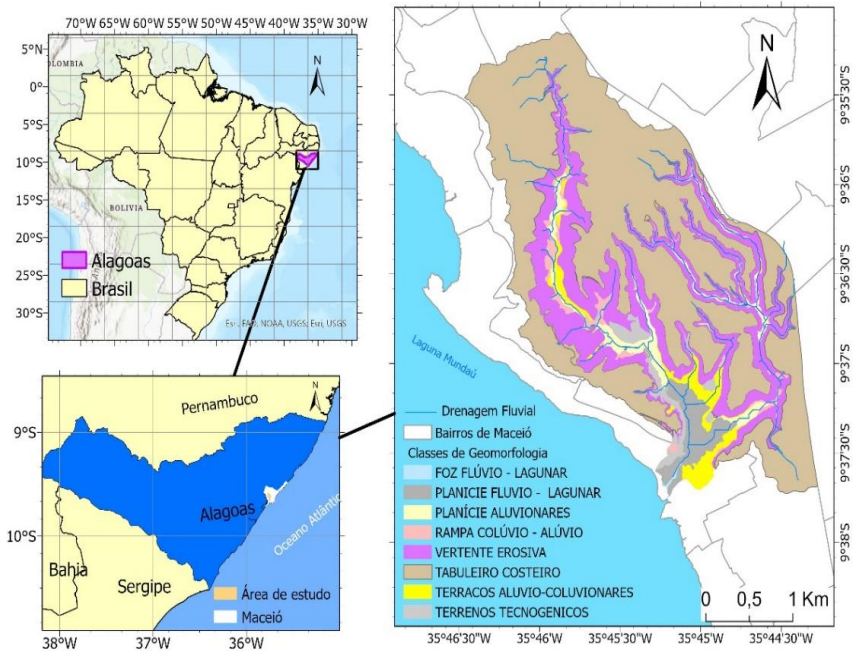 70°W 65°W 60°W 55°W 50°W 45°W 40°W 35°W 30°W
5°N
0°
5°S
10°S
15°S
20°S
25°S
30°S
OLOMBIA
BOLIVIA
N
Alagoas
Brasil
Esri, FAO, NOAA, USGS; Esri, USGS
9°S
10°S
Pernambuco
N
Alagoas
Oceano Atlântico
Bahia
Sergipe
Área de estudo
Maceió
38°W 37°W 36°W
N
Laguna Mundaú
Drenagem Fluvial
Bairros de Maceió
Classes de Geomorfologia
FOZ FLÚVIO - LAGUNAR
PLANICIE FLUVIO - LAGUNAR
PLANÍCIE ALUVIONARES
RAMPA COLÚVIO - ALÚVIO
VERTENTE EROSIVA
TABULEIRO COSTEIRO
TERRACOS ALUVIO-COLUVIONARES
TERRENOS TECNOGENICOS
0 0,5 1 Km
9°35'30"S
9°36'S
9°36'30"S
9°37'S
9°37'30"S
9°38'S
35°46'30"W 35°46'W 35°45'30"W 35°45'W 35°44'30"W